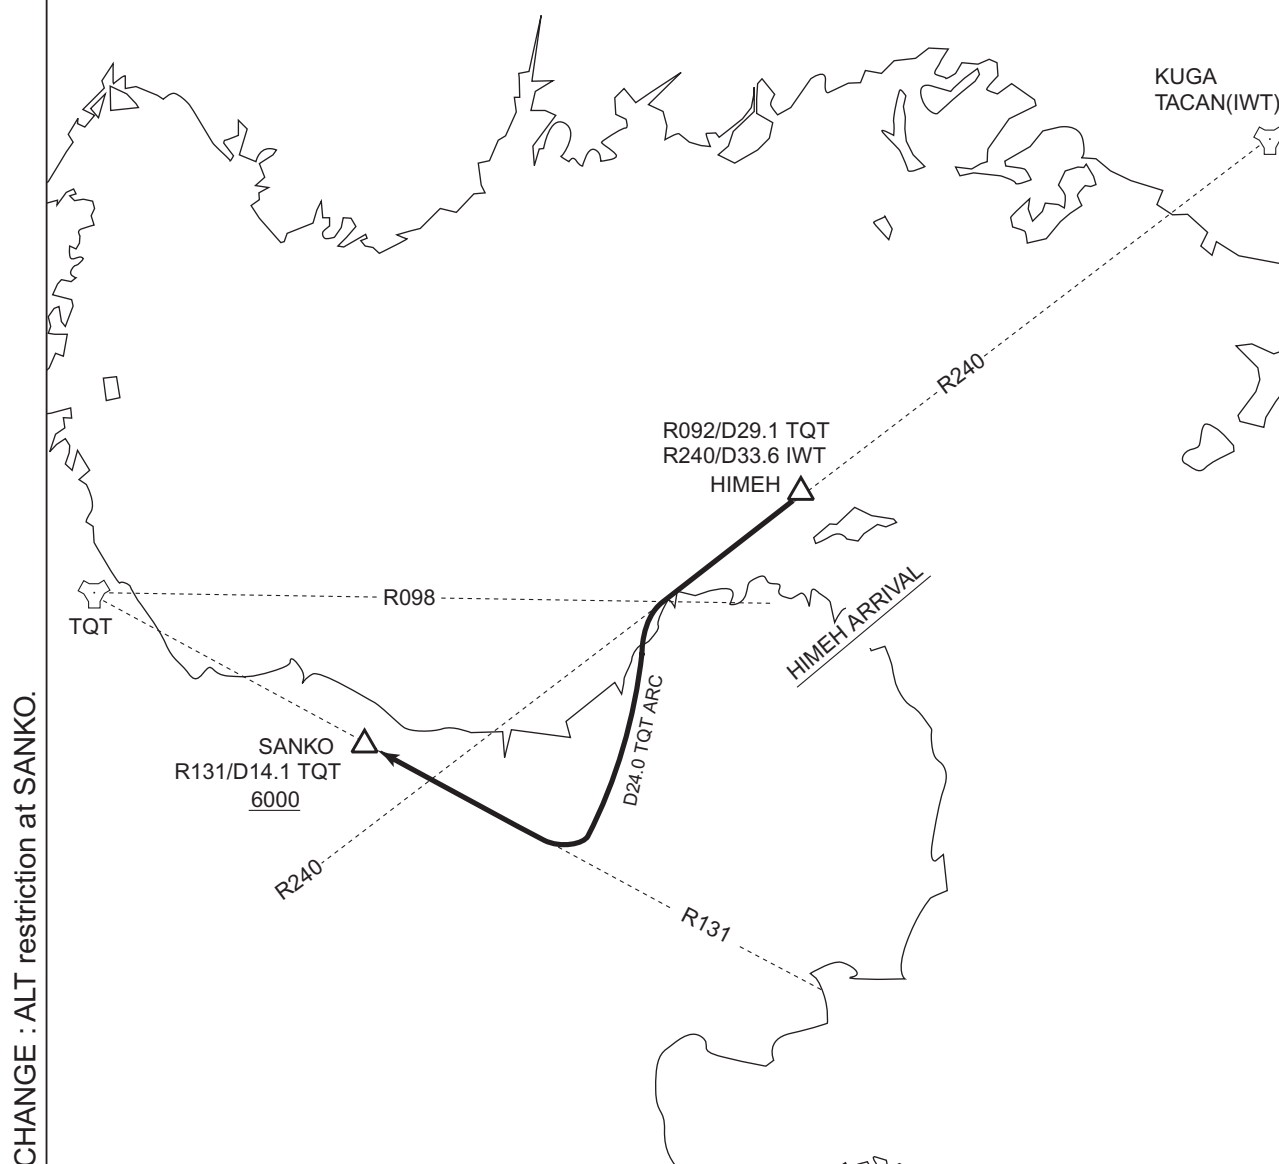 KUGA
TACAN(IWT)
R240
R092/D29.1 TQT
R240/D33.6 IWT
HIMEH
R098
TQT
HIMEH ARRIVAL
D24.0 TQT ARC
SANKO
R131/D14.1 TQT
6000
R240
R131
CHANGE : ALT restriction at SANKO.